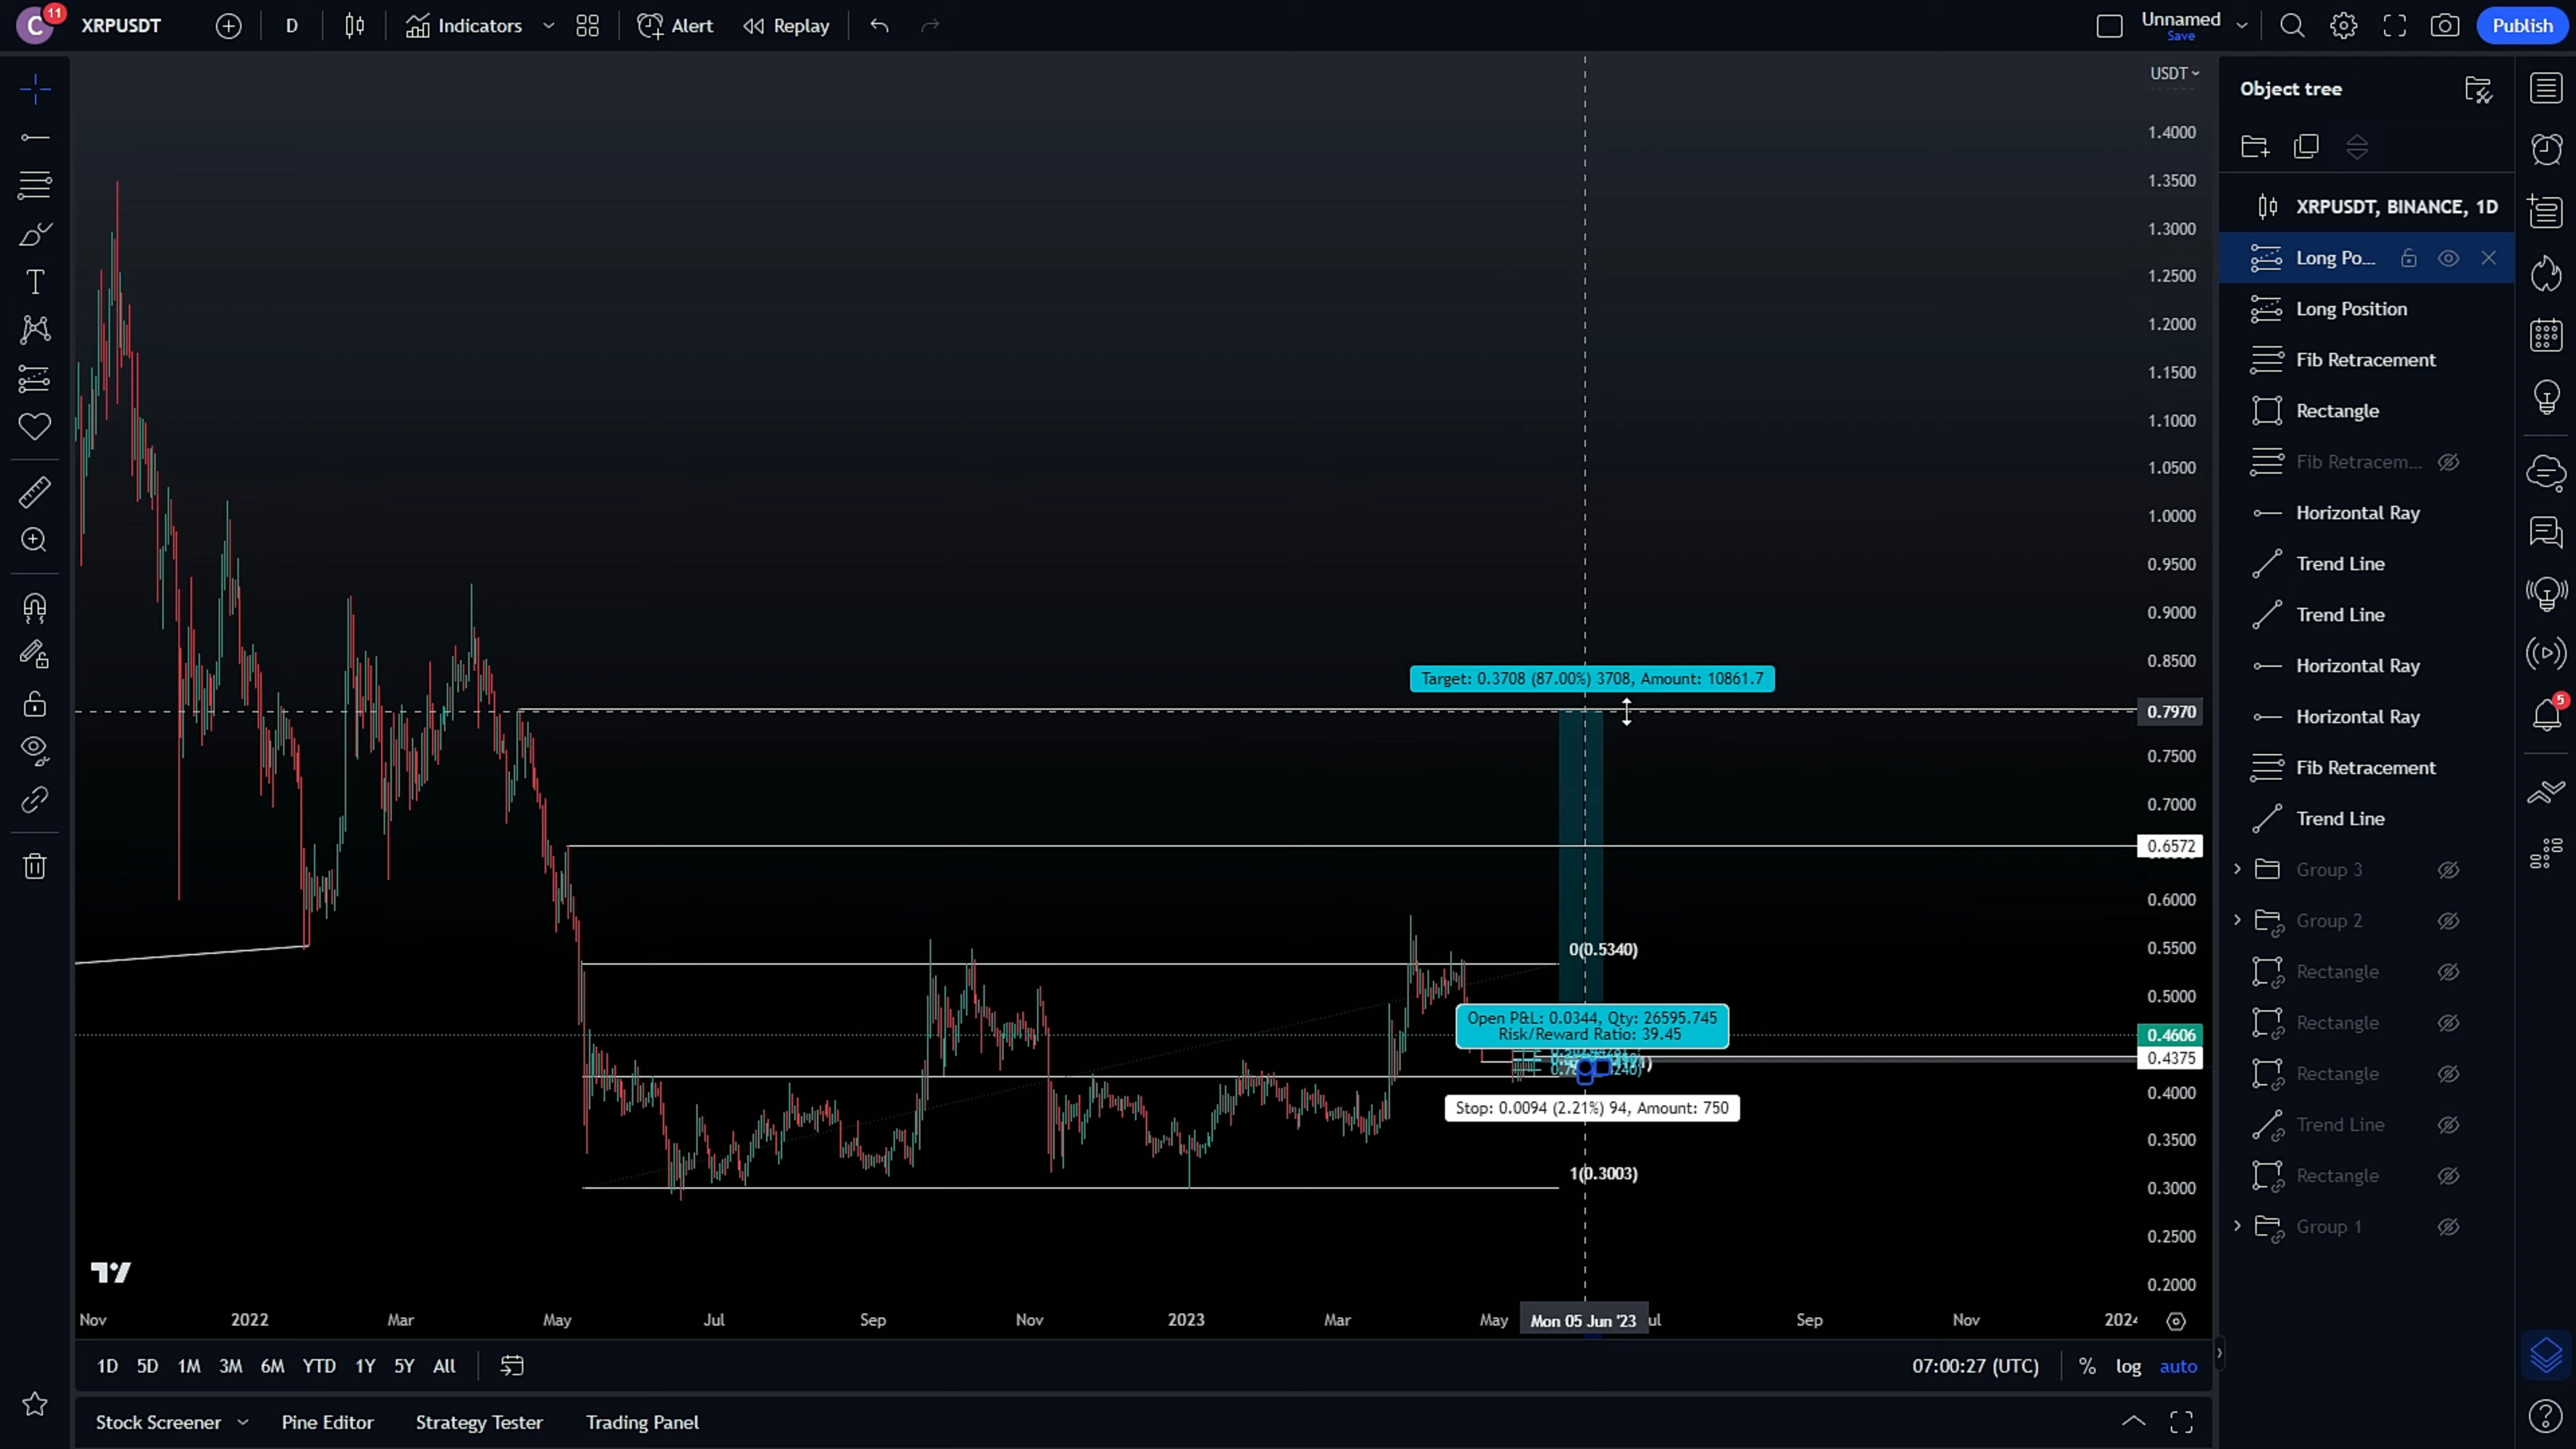 C 11 XRPUSDT D Indicators Alert Replay Unnamed Publish
Save
USDT
1.4000
1.3500
1.3000
1.2500
1.2000
1.1500
1.1000
1.0500
1.0000
0.9500
0.9000
0.8500
0.7970
0.7500
0.7000
0.6572
0.6000
0.5500
0.5000
0.4606
0.4375
0.4000
0.3500
0.3000
0.2500
0.2000
Target: 0.3708 (87.00%) 3708, Amount: 10861.7
0(0.5340)
Open P&L: 0.0344, Qty: 26595.745
Risk/Reward Ratio: 39.45
Stop: 0.0094 (2.21%) 94, Amount: 750
1(0.3003)
Nov 2022 Mar May Jul Sep Nov 2023 Mar May Mon 05 Jun '23 ul Sep Nov 2024
1D 5D 1M 3M 6M YTD 1Y 5Y All 07:00:27 (UTC) % log auto
Stock Screener Pine Editor Strategy Tester Trading Panel
Object tree
XRPUSDT, BINANCE, 1D
Long Po...
Long Position
Fib Retracement
Rectangle
Fib Retracem...
Horizontal Ray
Trend Line
Trend Line
Horizontal Ray
Horizontal Ray
Fib Retracement
Trend Line
Group 3
Group 2
Rectangle
Rectangle
Rectangle
Trend Line
Rectangle
Group 1
5